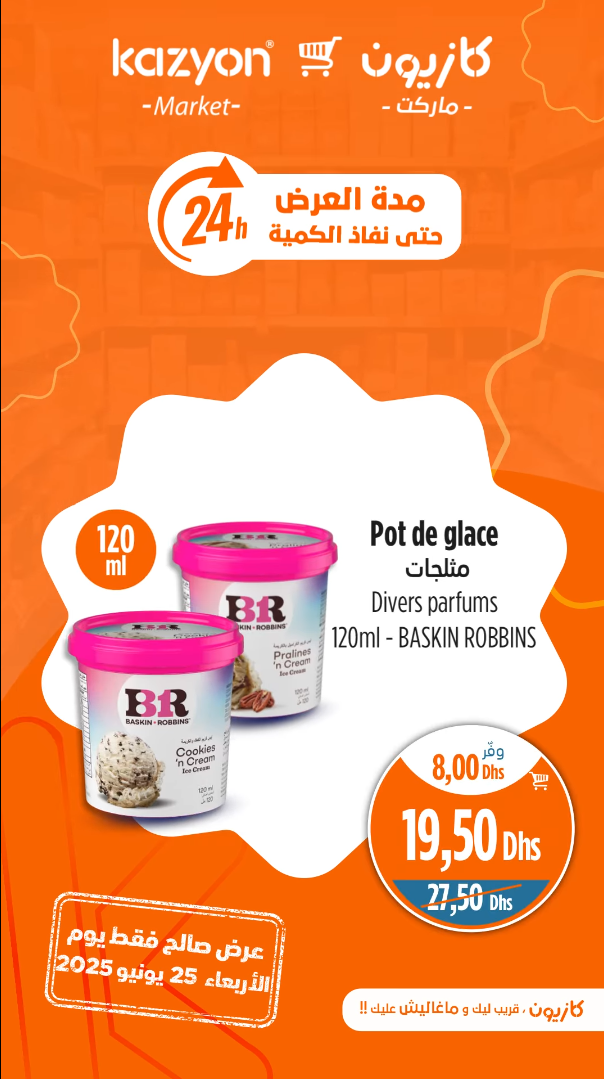 kazyon® كازيون
-Market- - ماركت -
24h
مدة العرض
حتى نفاذ الكمية
120
ml
Pot de glace
مثلجات
Divers parfums
120ml - BASKIN ROBBINS
BR
BASKIN • ROBBINS
Pralines
'n Cream
Ice Cream
120 ml
BR
BASKIN • ROBBINS
Cookies
'n Cream
Ice Cream
120 ml
وفّر
8,00 Dhs
19,50 Dhs
27,50 Dhs
عرض صالح فقط يوم
الأربعاء 25 يونيو 2025
كازيون ، قريب ليك و ماغاليش عليك !!